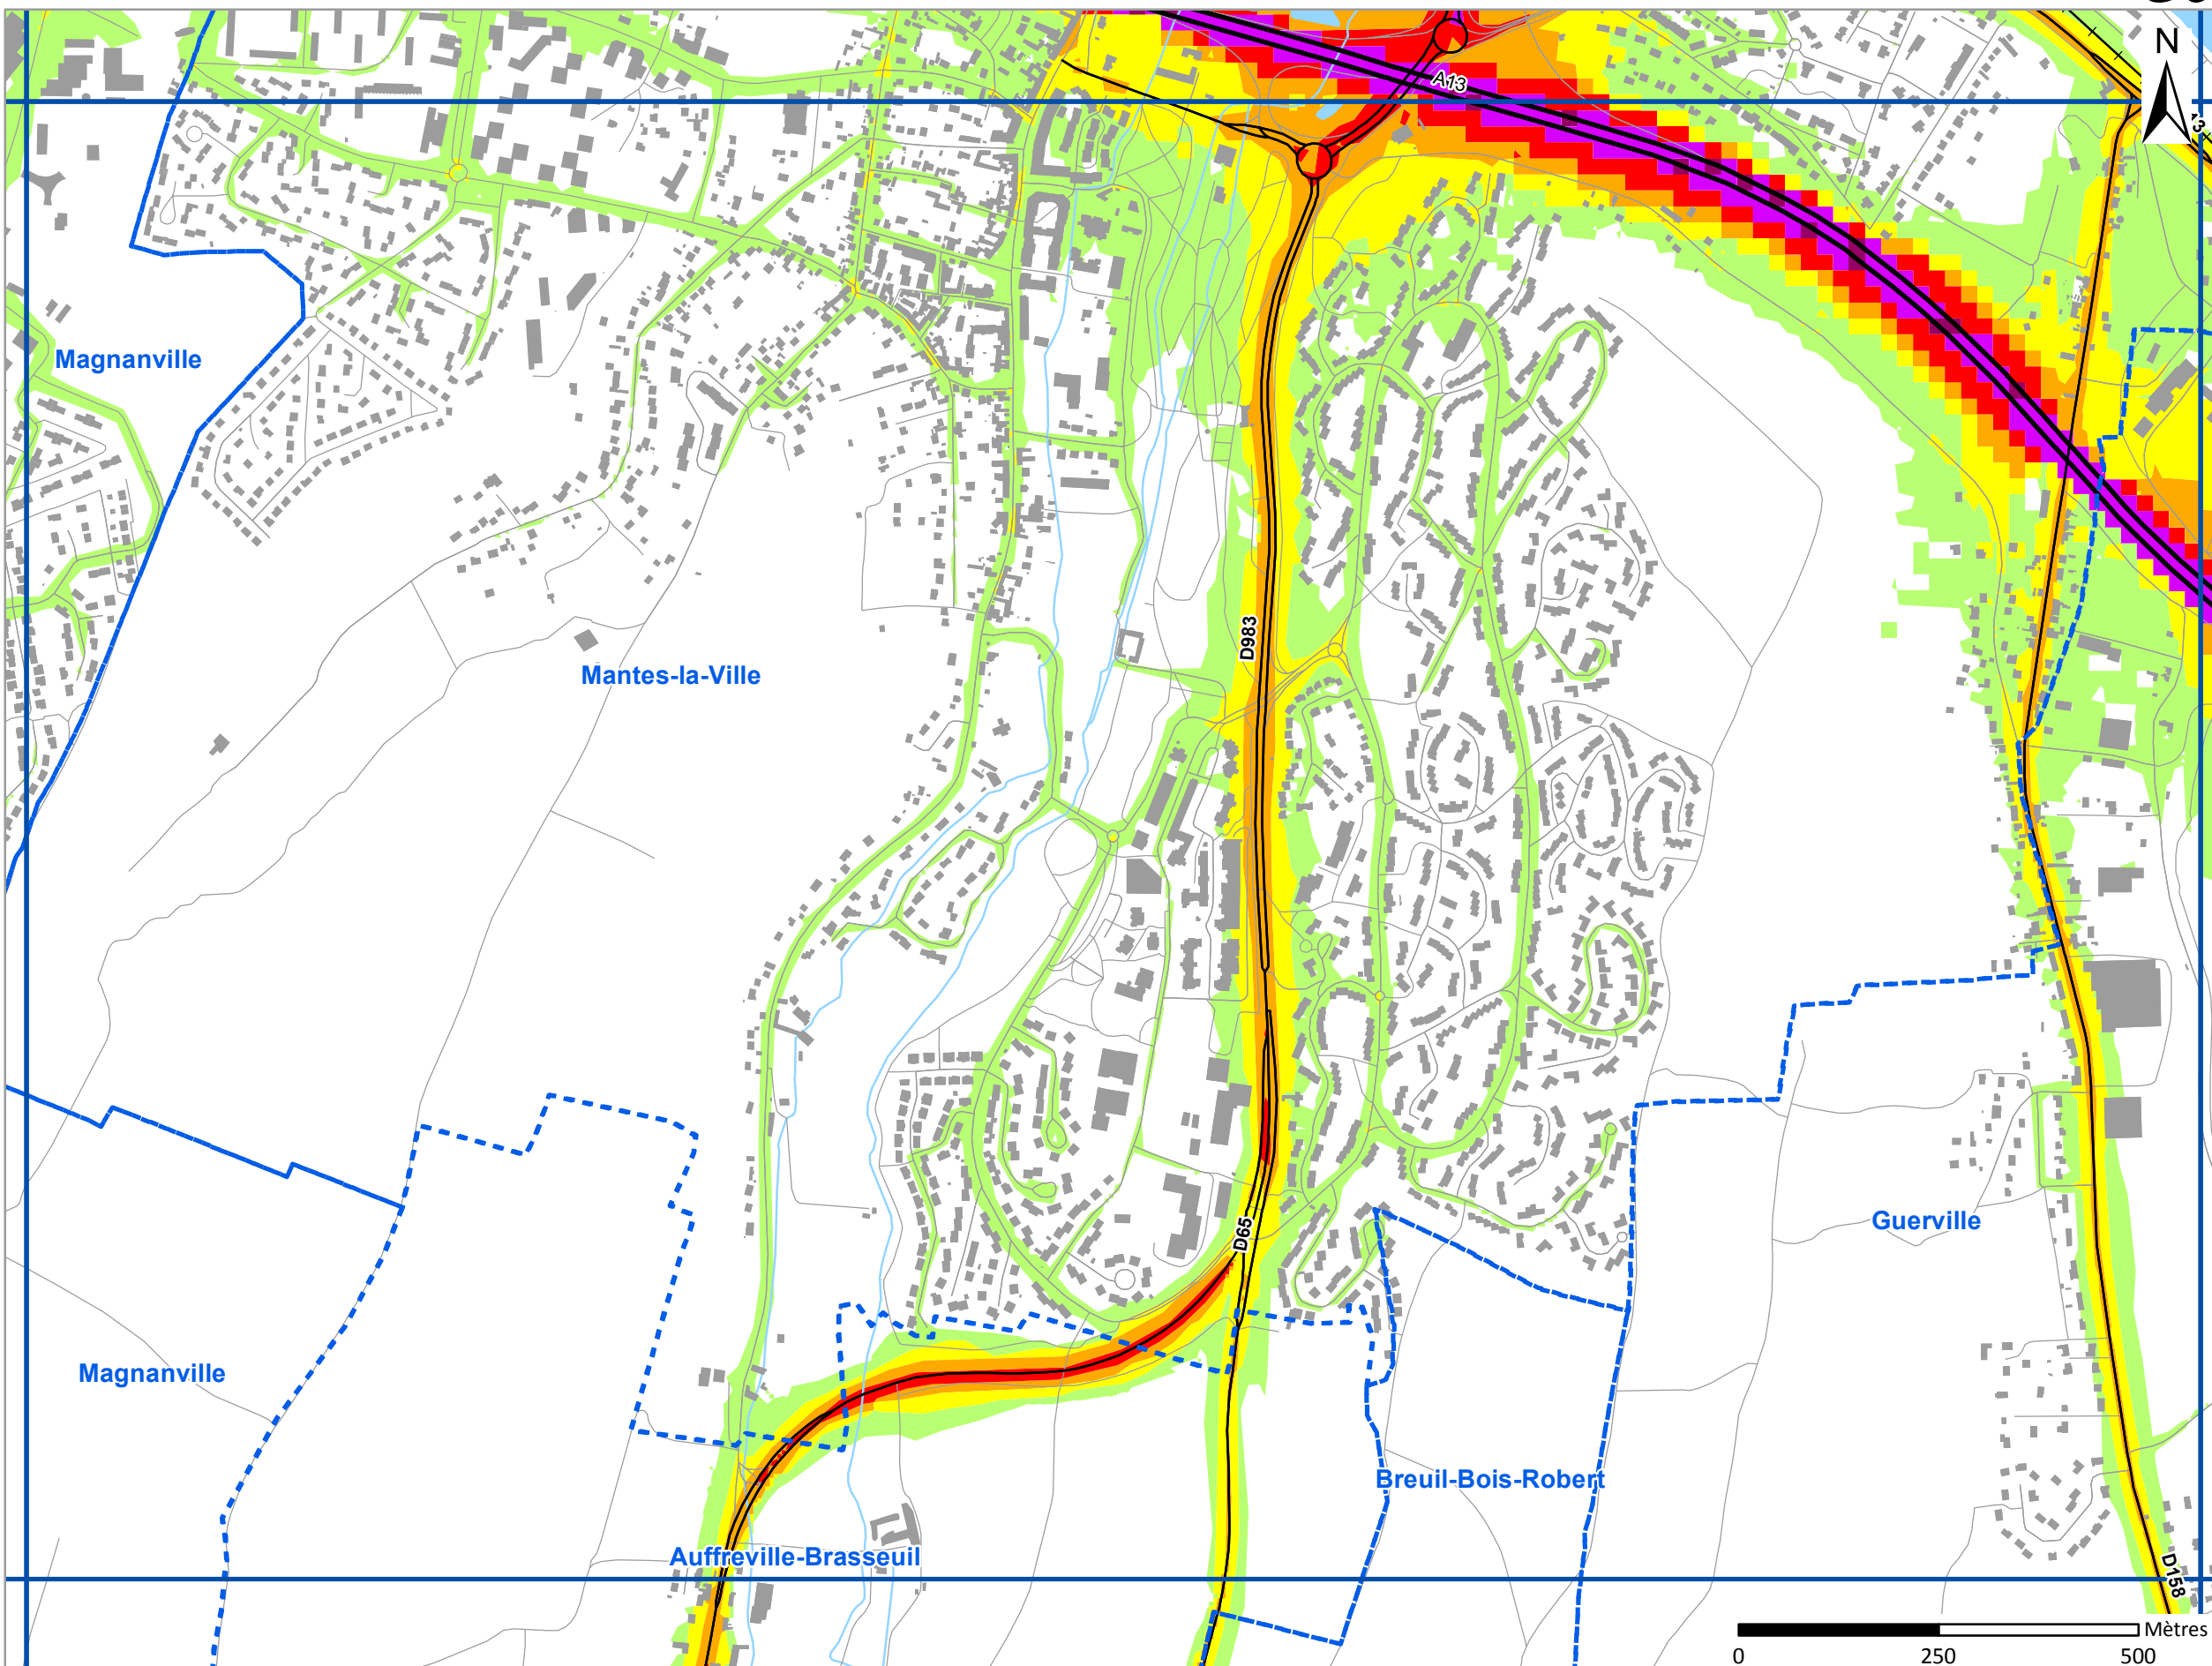 N
A13
Magnanville
D983
Mantes-la-Ville
D65
Guerville
Magnanville
Breuil-Bois-Robert
Auffreville-Brasseuil
D158
Mètres
0 250 500